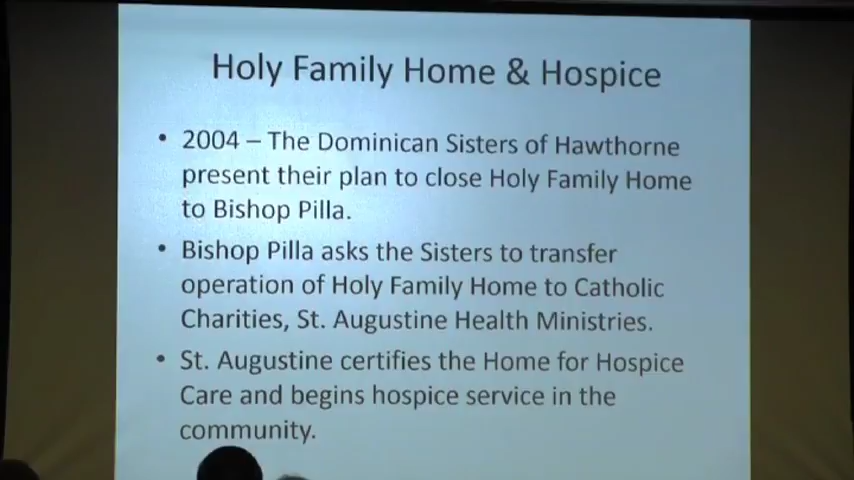 Holy Family Home & Hospice
• 2004 – The Dominican Sisters of Hawthorne
present their plan to close Holy Family Home
to Bishop Pilla.
• Bishop Pilla asks the Sisters to transfer
operation of Holy Family Home to Catholic
Charities, St. Augustine Health Ministries.
• St. Augustine certifies the Home for Hospice
Care and begins hospice service in the
community.